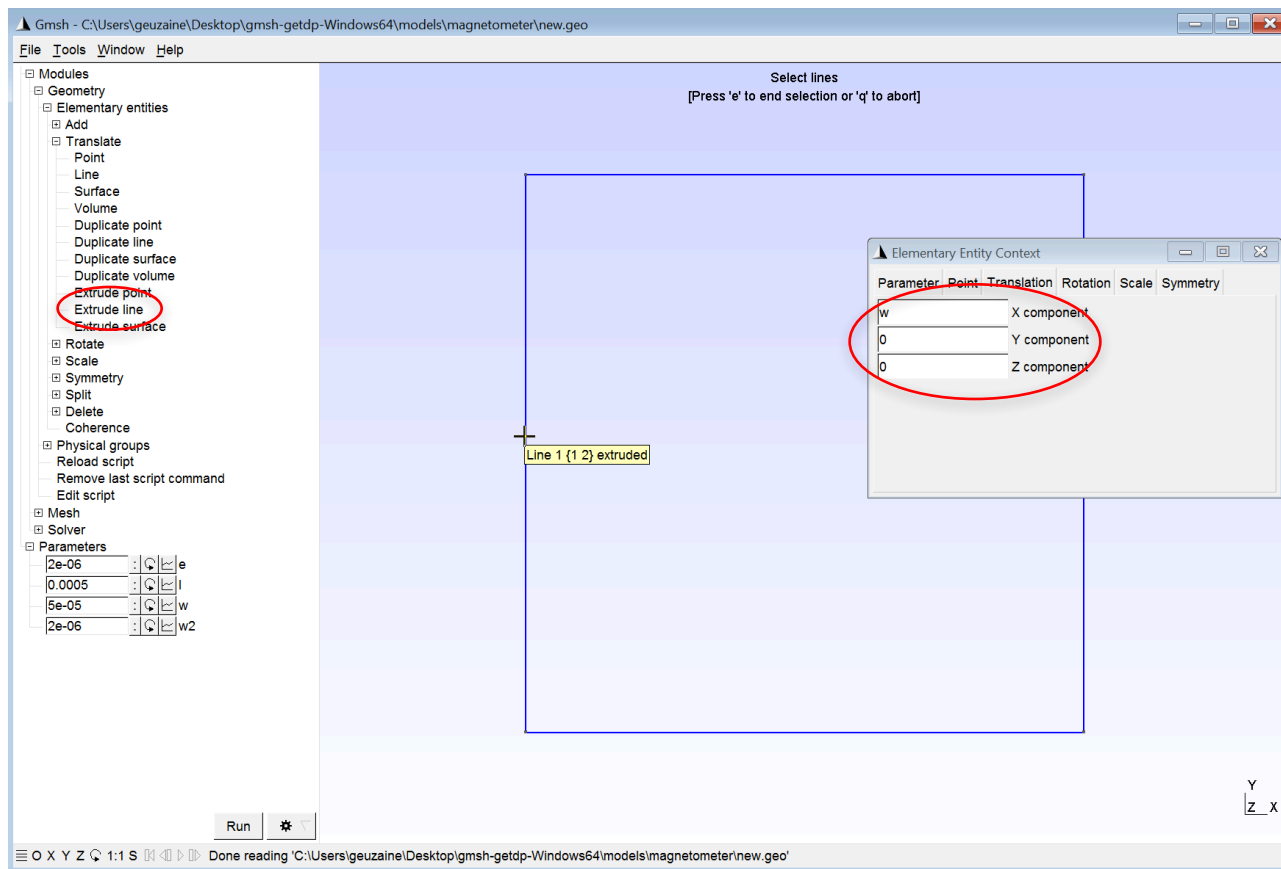 Gmsh - C:\Users\geuzaine\Desktop\gmsh-getdp-Windows64\models\magnetometer\new.geo
File Tools Window Help
Modules
Geometry
Elementary entities
Add
Translate
Point
Line
Surface
Volume
Duplicate point
Duplicate line
Duplicate surface
Duplicate volume
Extrude point
Extrude line
Extrude surface
Rotate
Scale
Symmetry
Split
Delete
Coherence
Physical groups
Reload script
Remove last script command
Edit script
Mesh
Solver
Parameters
2e-06 : e
0.0005 : l
5e-05 : w
2e-06 : w2
Run
Select lines
[Press 'e' to end selection or 'q' to abort]
Line 1 {1 2} extruded
Elementary Entity Context
Parameter Point Translation Rotation Scale Symmetry
w X component
0 Y component
0 Z component
Y
Z X
O X Y Z 1:1 S Done reading 'C:\Users\geuzaine\Desktop\gmsh-getdp-Windows64\models\magnetometer\new.geo'